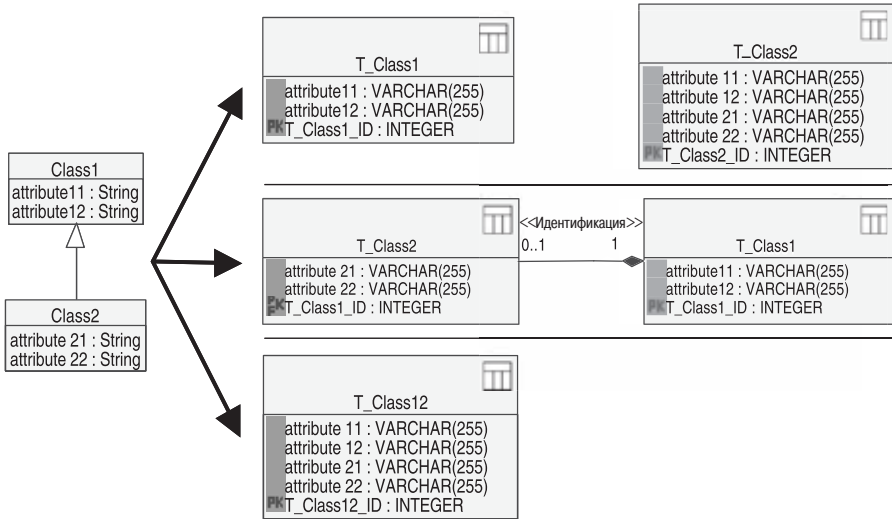 Class1
attribute11 : String
attribute12 : String
Class2
attribute 21 : String
attribute 22 : String
T_Class1
attribute11 : VARCHAR(255)
attribute12 : VARCHAR(255)
PK T_Class1_ID : INTEGER
T_Class2
attribute 11 : VARCHAR(255)
attribute 12 : VARCHAR(255)
attribute 21 : VARCHAR(255)
attribute 22 : VARCHAR(255)
PK T_Class2_ID : INTEGER
T_Class2
attribute 21 : VARCHAR(255)
attribute 22 : VARCHAR(255)
T_Class1_ID : INTEGER
<<Идентификация>>
0..1 1
T_Class1
attribute11 : VARCHAR(255)
attribute12 : VARCHAR(255)
PK T_Class1_ID : INTEGER
T_Class12
attribute 11 : VARCHAR(255)
attribute 12 : VARCHAR(255)
attribute 21 : VARCHAR(255)
attribute 22 : VARCHAR(255)
PK T_Class12_ID : INTEGER